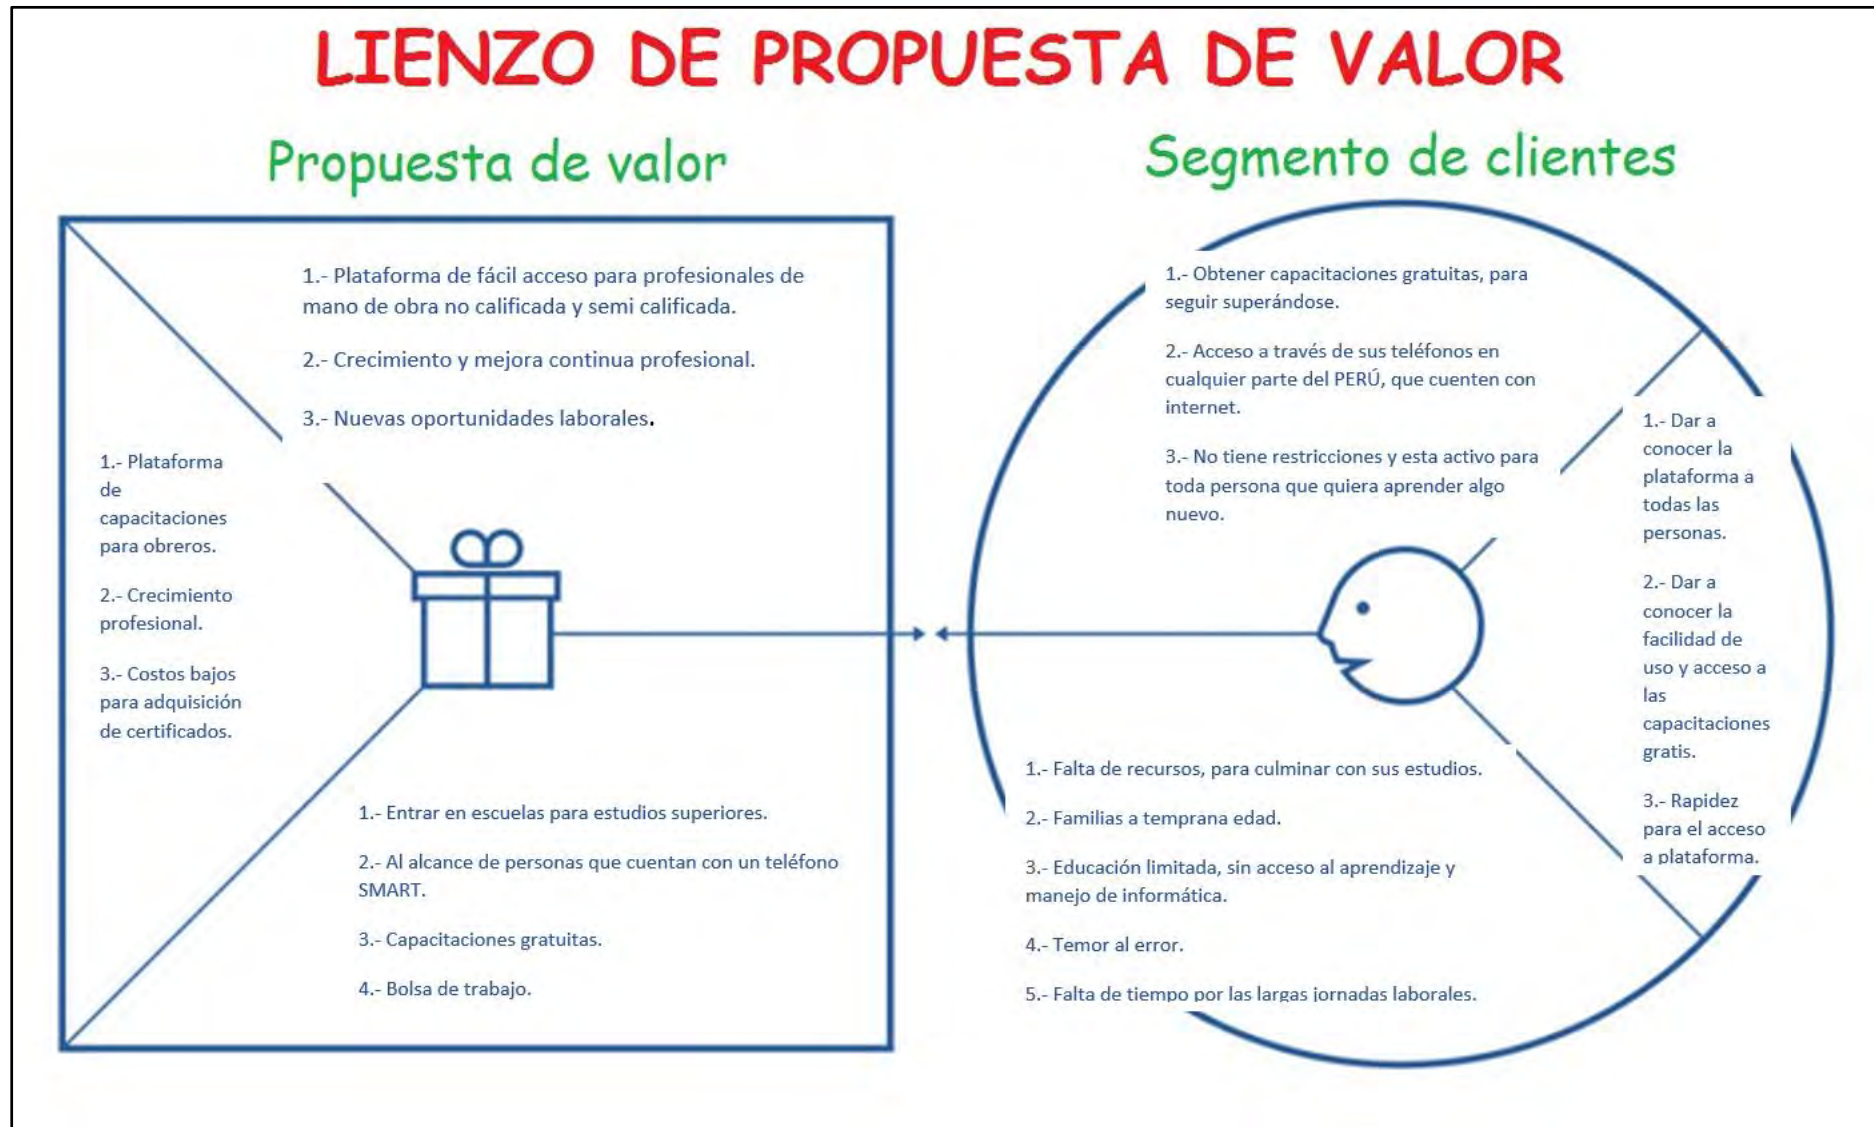 LIENZO DE PROPUESTA DE VALOR
Propuesta de valor
1.- Plataforma de fácil acceso para profesionales de
mano de obra no calificada y semi calificada.
2.- Crecimiento y mejora continua profesional.
3.- Nuevas oportunidades laborales.
1.- Plataforma
de
capacitaciones
para obreros.
2.- Crecimiento
profesional.
3.- Costos bajos
para adquisición
de certificados.
1.- Entrar en escuelas para estudios superiores.
2.- Al alcance de personas que cuentan con un teléfono
SMART.
3.- Capacitaciones gratuitas.
4.- Bolsa de trabajo.
Segmento de clientes
1.- Obtener capacitaciones gratuitas, para
seguir superándose.
2.- Acceso a través de sus teléfonos en
cualquier parte del PERÚ, que cuenten con
internet.
3.- No tiene restricciones y esta activo para
toda persona que quiera aprender algo
nuevo.
1.- Dar a
conocer la
plataforma a
todas las
personas.
2.- Dar a
conocer la
facilidad de
uso y acceso a
las
capacitaciones
gratis.
3.- Rapidez
para el acceso
a plataforma.
1.- Falta de recursos, para culminar con sus estudios.
2.- Familias a temprana edad.
3.- Educación limitada, sin acceso al aprendizaje y
manejo de informática.
4.- Temor al error.
5.- Falta de tiempo por las largas jornadas laborales.